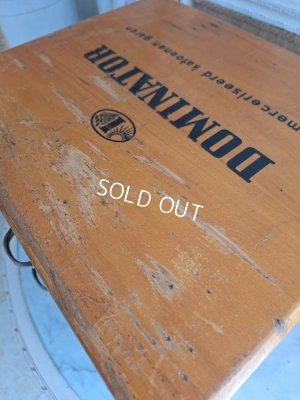 DOMINATOR
merceriseerd katoenen garen
SOLD OUT